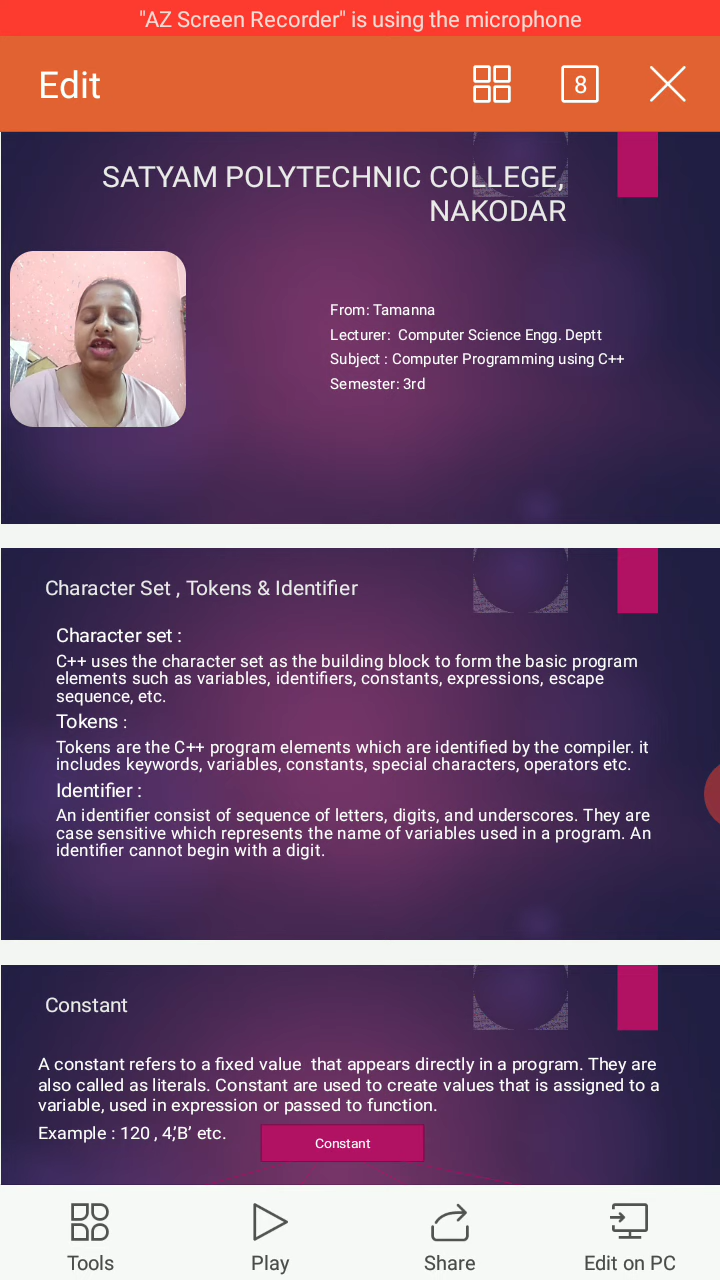 "AZ Screen Recorder" is using the microphone
Edit
8
SATYAM POLYTECHNIC COLLEGE,
NAKODAR
From: Tamanna
Lecturer: Computer Science Engg. Deptt
Subject : Computer Programming using C++
Semester: 3rd
Character Set , Tokens & Identifier
Character set :
C++ uses the character set as the building block to form the basic program
elements such as variables, identifiers, constants, expressions, escape
sequence, etc.
Tokens :
Tokens are the C++ program elements which are identified by the compiler. it
includes keywords, variables, constants, special characters, operators etc.
Identifier :
An identifier consist of sequence of letters, digits, and underscores. They are
case sensitive which represents the name of variables used in a program. An
identifier cannot begin with a digit.
Constant
A constant refers to a fixed value that appears directly in a program. They are
also called as literals. Constant are used to create values that is assigned to a
variable, used in expression or passed to function.
Example : 120 , 4,’B’ etc.
Constant
Tools
Play
Share
Edit on PC